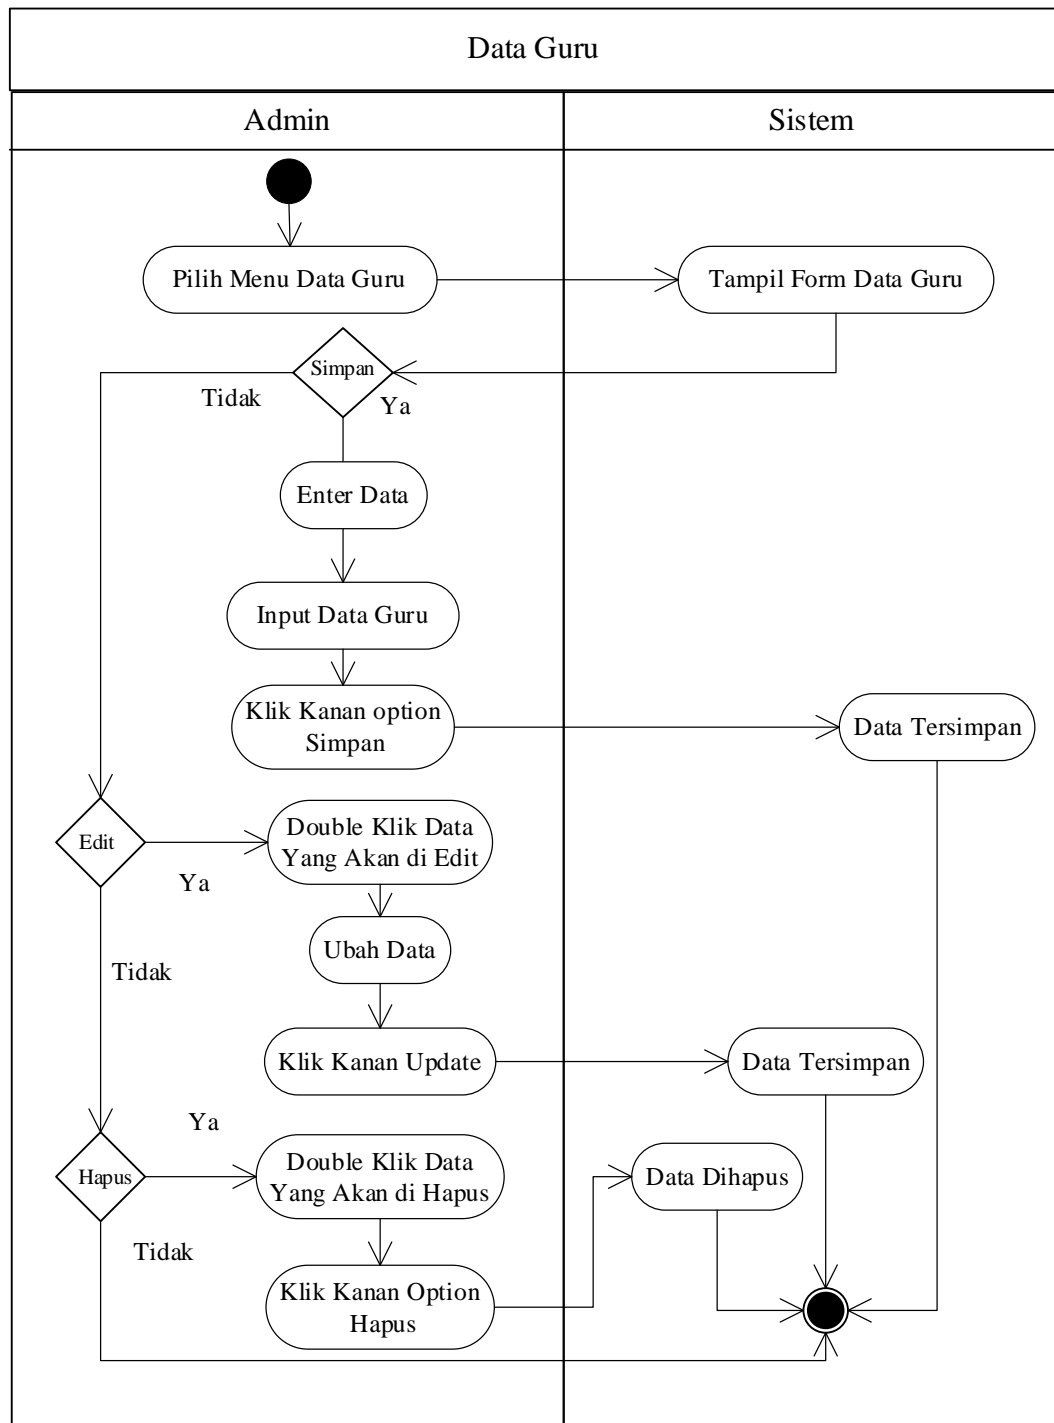 Data Guru
Admin
Sistem
Pilih Menu Data Guru
Tampil Form Data Guru
Simpan
Tidak
Ya
Enter Data
Input Data Guru
Klik Kanan option
Simpan
Data Tersimpan
Edit
Ya
Double Klik Data
Yang Akan di Edit
Ubah Data
Tidak
Klik Kanan Update
Data Tersimpan
Ya
Hapus
Double Klik Data
Yang Akan di Hapus
Data Dihapus
Tidak
Klik Kanan Option
Hapus